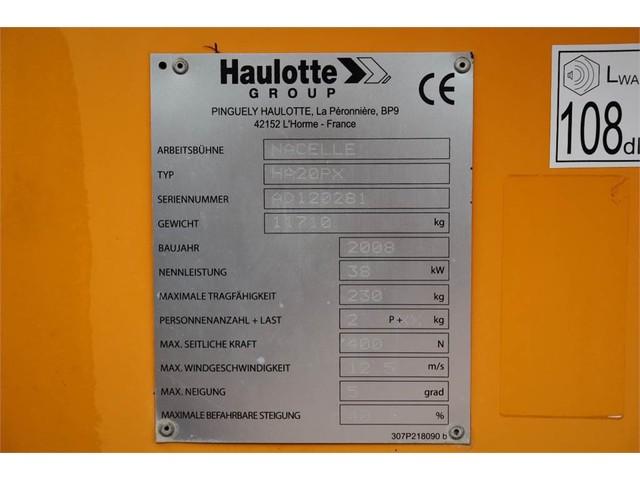 Haulotte
GROUP
CE
PINGUELY HAULOTTE, La Péronnière, BP9
42152 L'Horme - France
ARBEITSBÜHNE NACELLE
TYP HA20PX
SERIENNUMMER AD120281
GEWICHT 11710 kg
BAUJAHR 2008
NENNLEISTUNG 38 kW
MAXIMALE TRAGFÄHIGKEIT 230 kg
PERSONNENANZAHL + LAST 2 P + kg
MAX. SEITLICHE KRAFT 400 N
MAX. WINDGESCHWINDIGKEIT 12.5 m/s
MAX. NEIGUNG 5 grad
MAXIMALE BEFAHRBARE STEIGUNG 40 %
307P218090 b
LWA
108 d